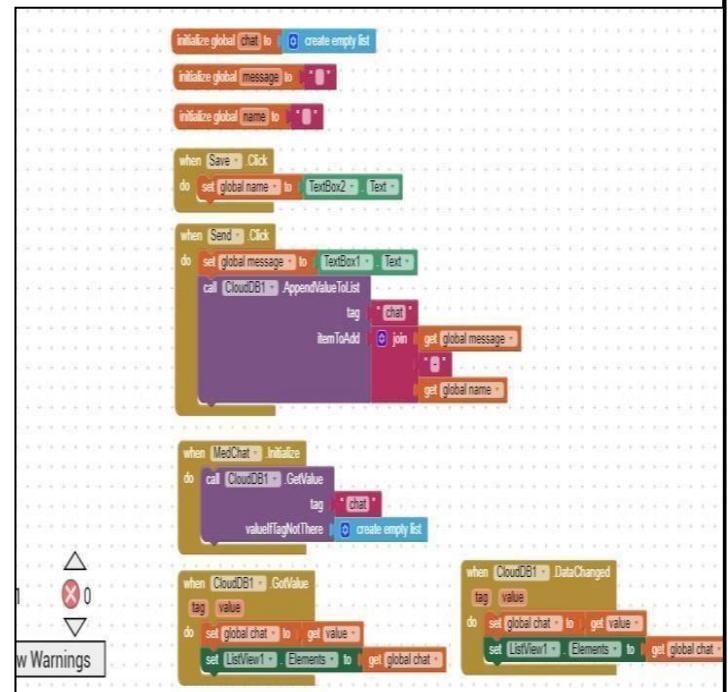 initialize global chat to create empty list
initialize global message to " "
initialize global name to " "
when Save .Click
do set global name to TextBox2 . Text
when Send .Click
do set global message to TextBox1 . Text
call CloudDB1 .AppendValueToList
tag "chat"
itemToAdd join get global message
"-"
get global name
when MedChat .Initialize
do call CloudDB1 .GetValue
tag "chat"
valueIfTagNotThere create empty list
when CloudDB1 .GotValue
tag value
do set global chat to get value
set ListView1 . Elements to get global chat
when CloudDB1 .DataChanged
tag value
do set global chat to get value
set ListView1 . Elements to get global chat
0
w Warnings